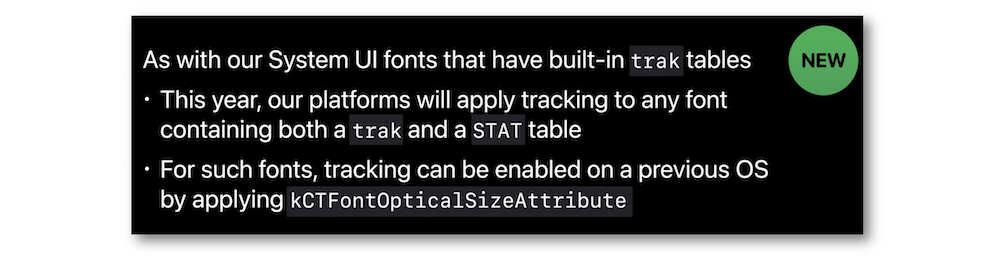 As with our System UI fonts that have built-in trak tables
NEW
• This year, our platforms will apply tracking to any font
containing both a trak and a STAT table
• For such fonts, tracking can be enabled on a previous OS
by applying kCTFontOpticalSizeAttribute